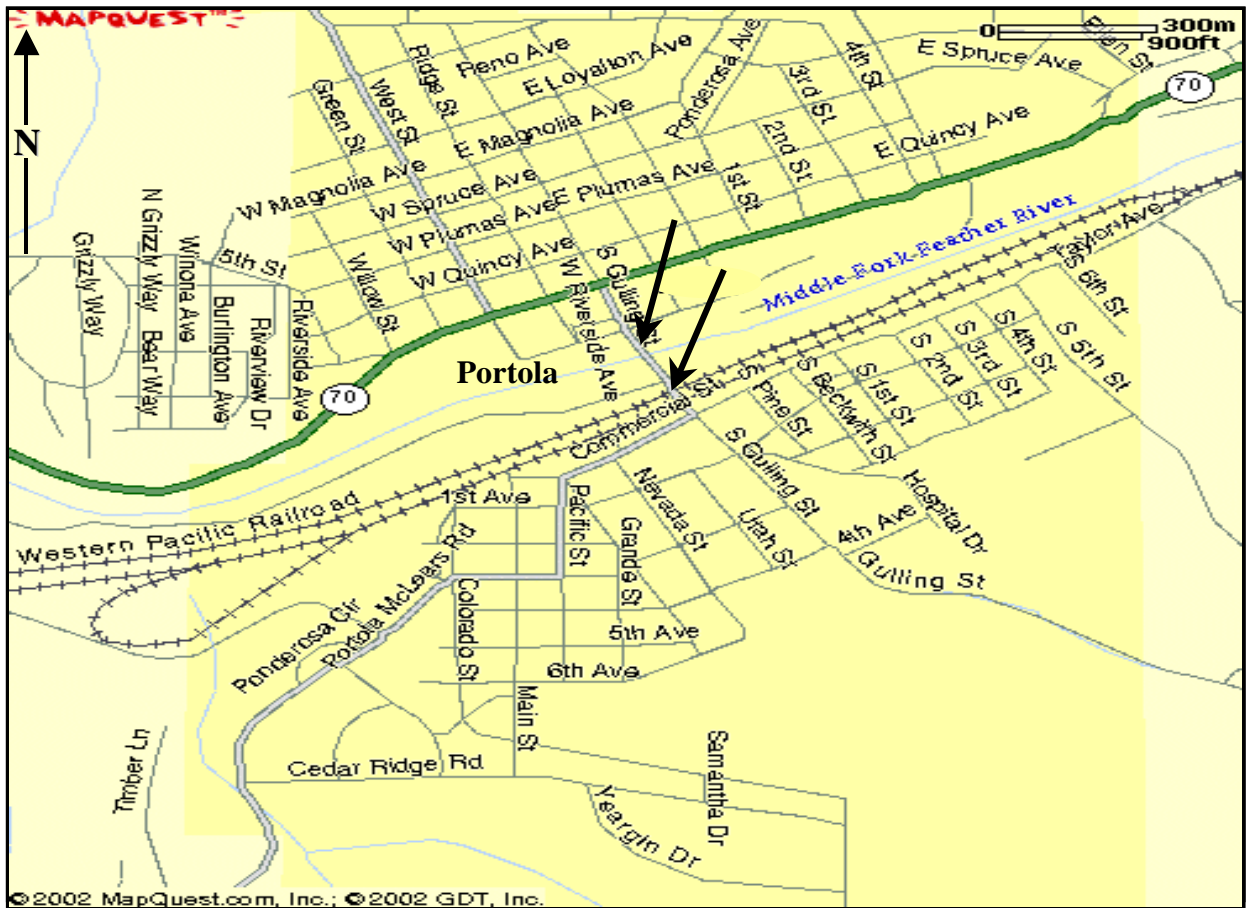 MAPQUEST™
0 300m
900ft
N
Reno Ave
Ridge St
West St
Green St
E Loyalton Ave
Ponderosa Ave
3rd St
4th St
E Spruce Ave
Ellen St
70
E Magnolia Ave
2nd St
E Quincy Ave
W Magnolia Ave
W Spruce Ave
E Plumas Ave
1st St
W Plumas Ave
W Quincy Ave
N Grizzly Way
Grizzly Way
Winona Ave
5th St
Willow St
Bear Way
Burlington Ave
Riverview Dr
Riverside Ave
W Riverside Ave
S Gulling St
Middle Fork Feather River
Taylor Ave
S 6th St
Portola
70
Commercial St
S Pine St
S Beckwith St
S 1st St
S 2nd St
S 3rd St
S 4th St
S 5th St
S Gulling St
Western Pacific Railroad
1st Ave
Pacific St
Nevada St
Utah St
Hospital Dr
4th Ave
Gulling St
Grande St
Portola McLears Rd
Ponderosa Cir
Colorado St
5th Ave
6th Ave
Main St
Timber Ln
Cedar Ridge Rd
Samantha Dr
Yeargin Dr
©2002 MapQuest.com, Inc.; ©2002 GDT, Inc.